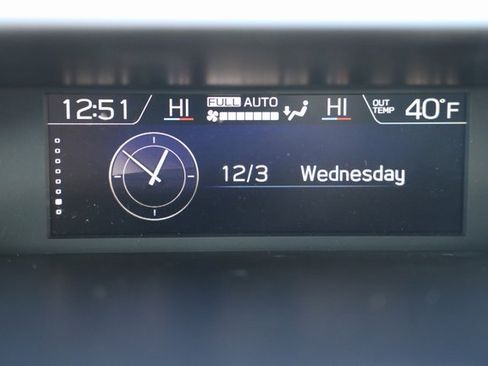 12:51 HI FULL AUTO HI OUT TEMP 40°F
12/3 Wednesday